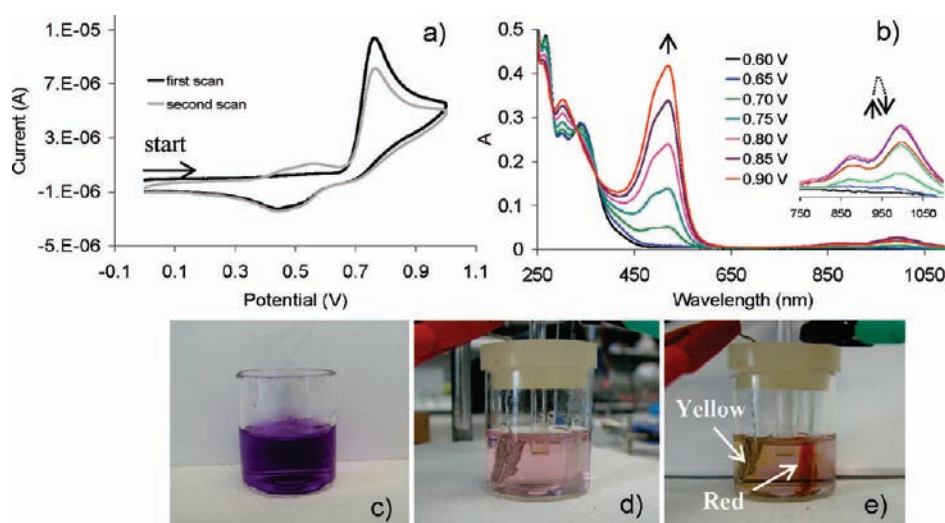 a)
1.E-05
7.E-06
3.E-06
-1.E-06
-5.E-06
Current (A)
first scan
second scan
start
-0.1 0.1 0.3 0.5 0.7 0.9 1.1
Potential (V)
b)
0.5
0.4
0.3
0.2
0.1
0
A
0.60 V
0.65 V
0.70 V
0.75 V
0.80 V
0.85 V
0.90 V
750 850 950 1050
250 450 650 850 1050
Wavelength (nm)
c)
d)
Yellow
Red
e)